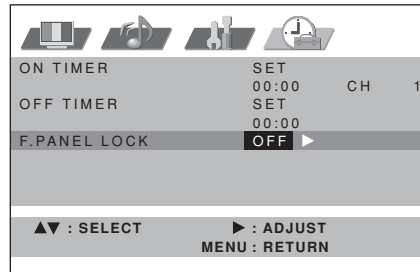 ON TIMER SET
00:00 CH 1
OFF TIMER SET
00:00
F.PANEL LOCK OFF ▶
▲▼ : SELECT ▶ : ADJUST
MENU : RETURN